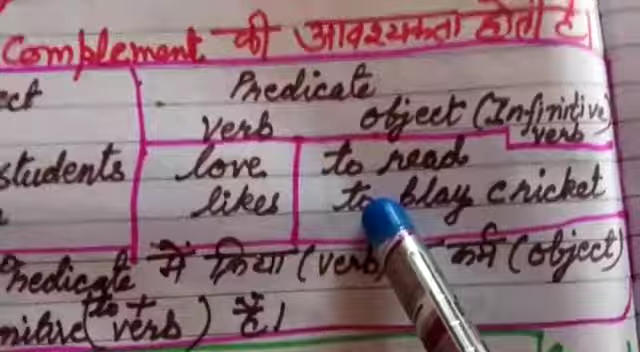 Complement की आवश्यकता होती है।
ect Predicate
verb object (Infinitive verb
students love to read
likes to play cricket
Predicate में क्रिया (verb) कर्म (object)
nitive (to + verb) है।